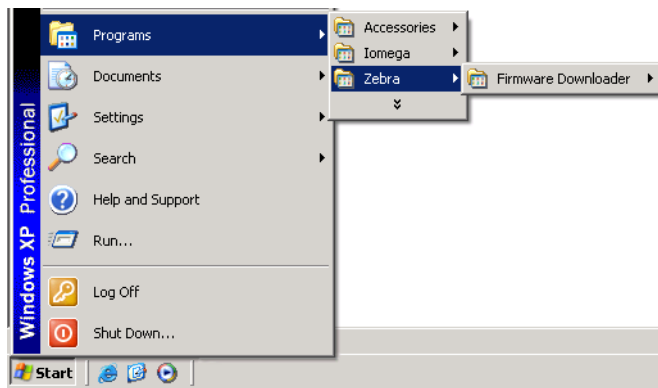 Programs
Accessories
Iomega
Zebra
Firmware Downloader
Documents
Settings
Search
Help and Support
Run...
Log Off
Shut Down...
Windows XP Professional
Start